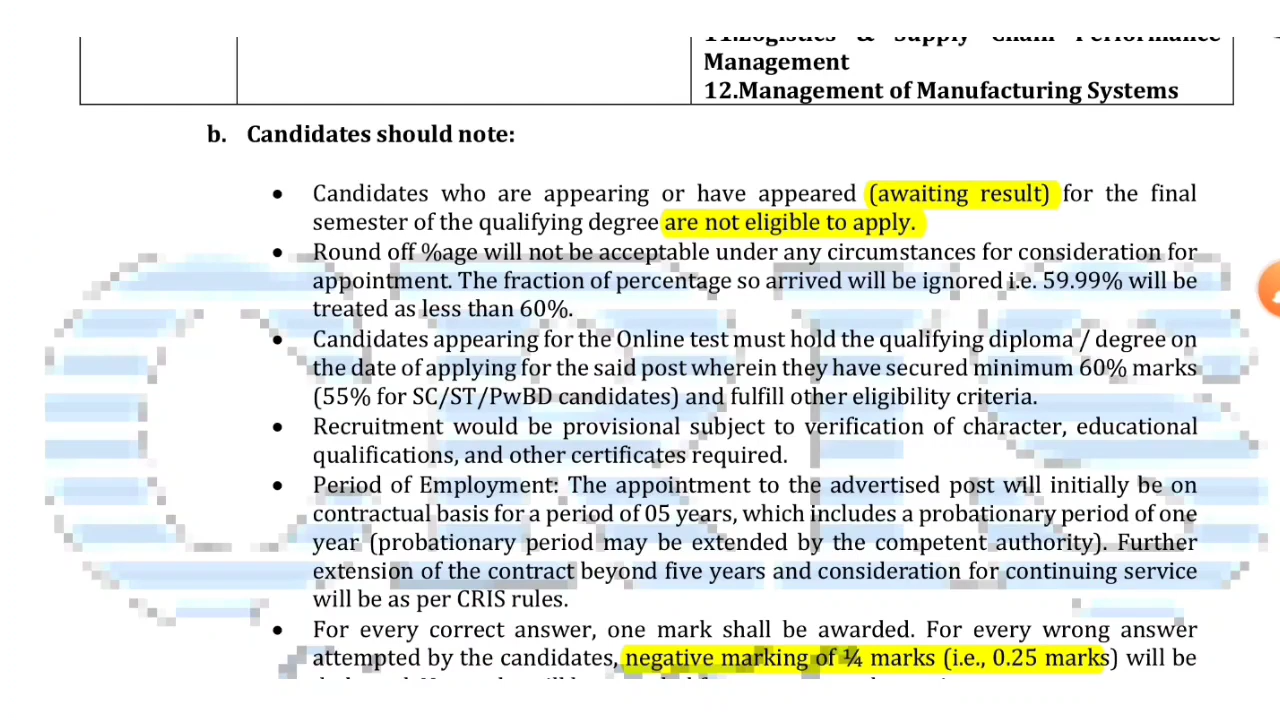 Management
12.Management of Manufacturing Systems
b. Candidates should note:
• Candidates who are appearing or have appeared (awaiting result) for the final
semester of the qualifying degree are not eligible to apply.
• Round off %age will not be acceptable under any circumstances for consideration for
appointment. The fraction of percentage so arrived will be ignored i.e. 59.99% will be
treated as less than 60%.
• Candidates appearing for the Online test must hold the qualifying diploma / degree on
the date of applying for the said post wherein they have secured minimum 60% marks
(55% for SC/ST/PwBD candidates) and fulfill other eligibility criteria.
• Recruitment would be provisional subject to verification of character, educational
qualifications, and other certificates required.
• Period of Employment: The appointment to the advertised post will initially be on
contractual basis for a period of 05 years, which includes a probationary period of one
year (probationary period may be extended by the competent authority). Further
extension of the contract beyond five years and consideration for continuing service
will be as per CRIS rules.
• For every correct answer, one mark shall be awarded. For every wrong answer
attempted by the candidates, negative marking of ¼ marks (i.e., 0.25 marks) will be
CRIS